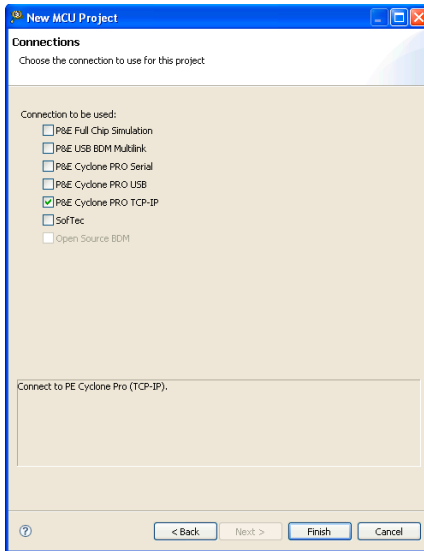 New MCU Project
Connections
Choose the connection to use for this project
Connection to be used:
P&E Full Chip Simulation
P&E USB BDM Multilink
P&E Cyclone PRO Serial
P&E Cyclone PRO USB
P&E Cyclone PRO TCP-IP
SofTec
Open Source BDM
Connect to PE Cyclone Pro (TCP-IP).
? < Back Next > Finish Cancel